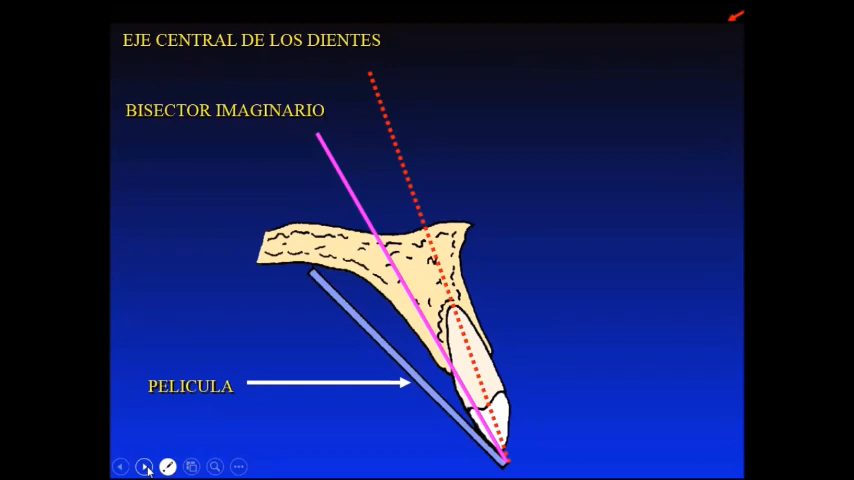 EJE CENTRAL DE LOS DIENTES
BISECTOR IMAGINARIO
PELICULA